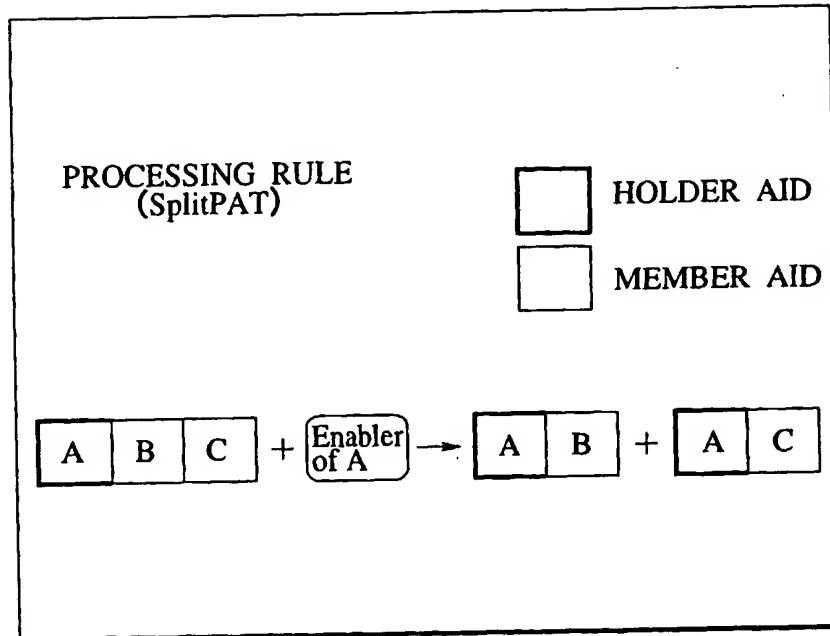 PROCESSING RULE
(SplitPAT)
HOLDER AID
MEMBER AID
A B C + Enabler of A → A B + A C